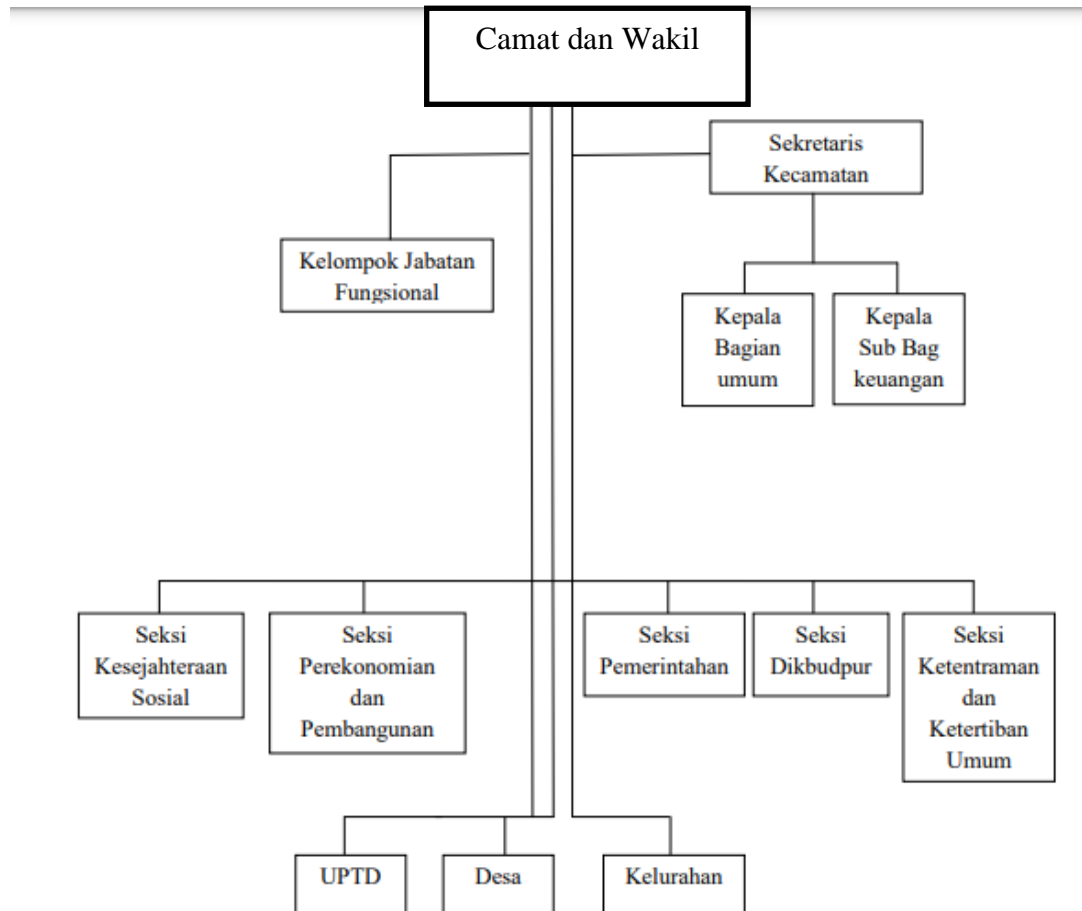 Camat dan Wakil
Sekretaris
Kecamatan
Kelompok Jabatan
Fungsional
Kepala
Bagian
umum
Kepala
Sub Bag
keuangan
Seksi
Kesejahteraan
Sosial
Seksi
Perekonomian
dan
Pembangunan
Seksi
Pemerintahan
Seksi
Dikbudpur
Seksi
Ketentraman
dan
Ketertiban
Umum
UPTD
Desa
Kelurahan